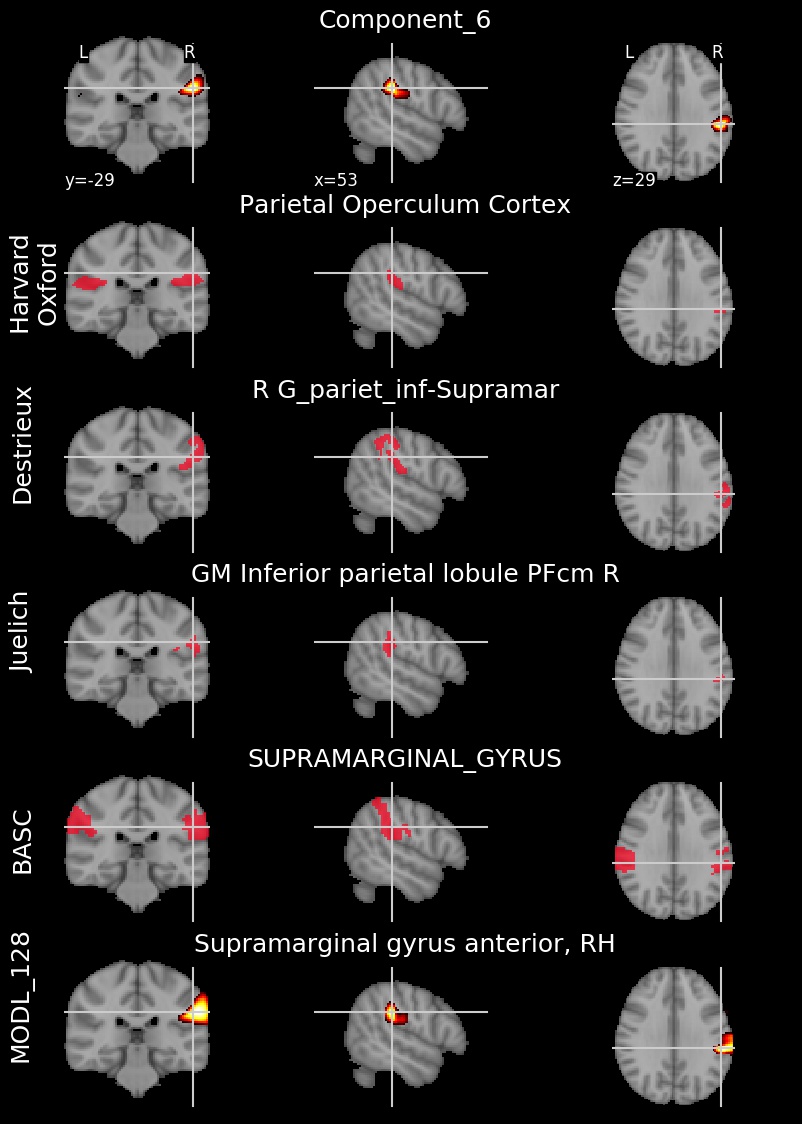 Component_6
L R L R
y=-29 x=53 z=29
Parietal Operculum Cortex
Harvard
Oxford
R G_pariet_inf-Supramar
Destrieux
GM Inferior parietal lobule PFcm R
Juelich
SUPRAMARGINAL_GYRUS
BASC
Supramarginal gyrus anterior, RH
MODL_128